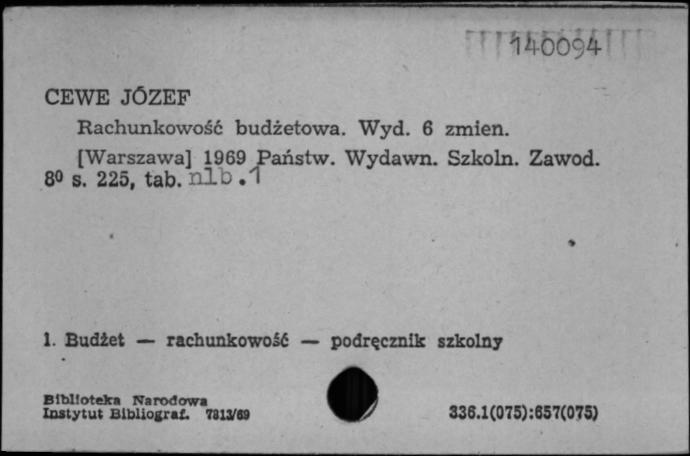 140094
CEWE JÓZEF
Rachunkowość budżetowa. Wyd. 6 zmien.
[Warszawa] 1969 Państw. Wydawn. Szkoln. Zawod.
8⁰ s. 225, tab. nlb.1
1. Budżet — rachunkowość — podręcznik szkolny
Biblioteka Narodowa
Instytut Bibliograf. 7813/69
336.1(075):657(075)